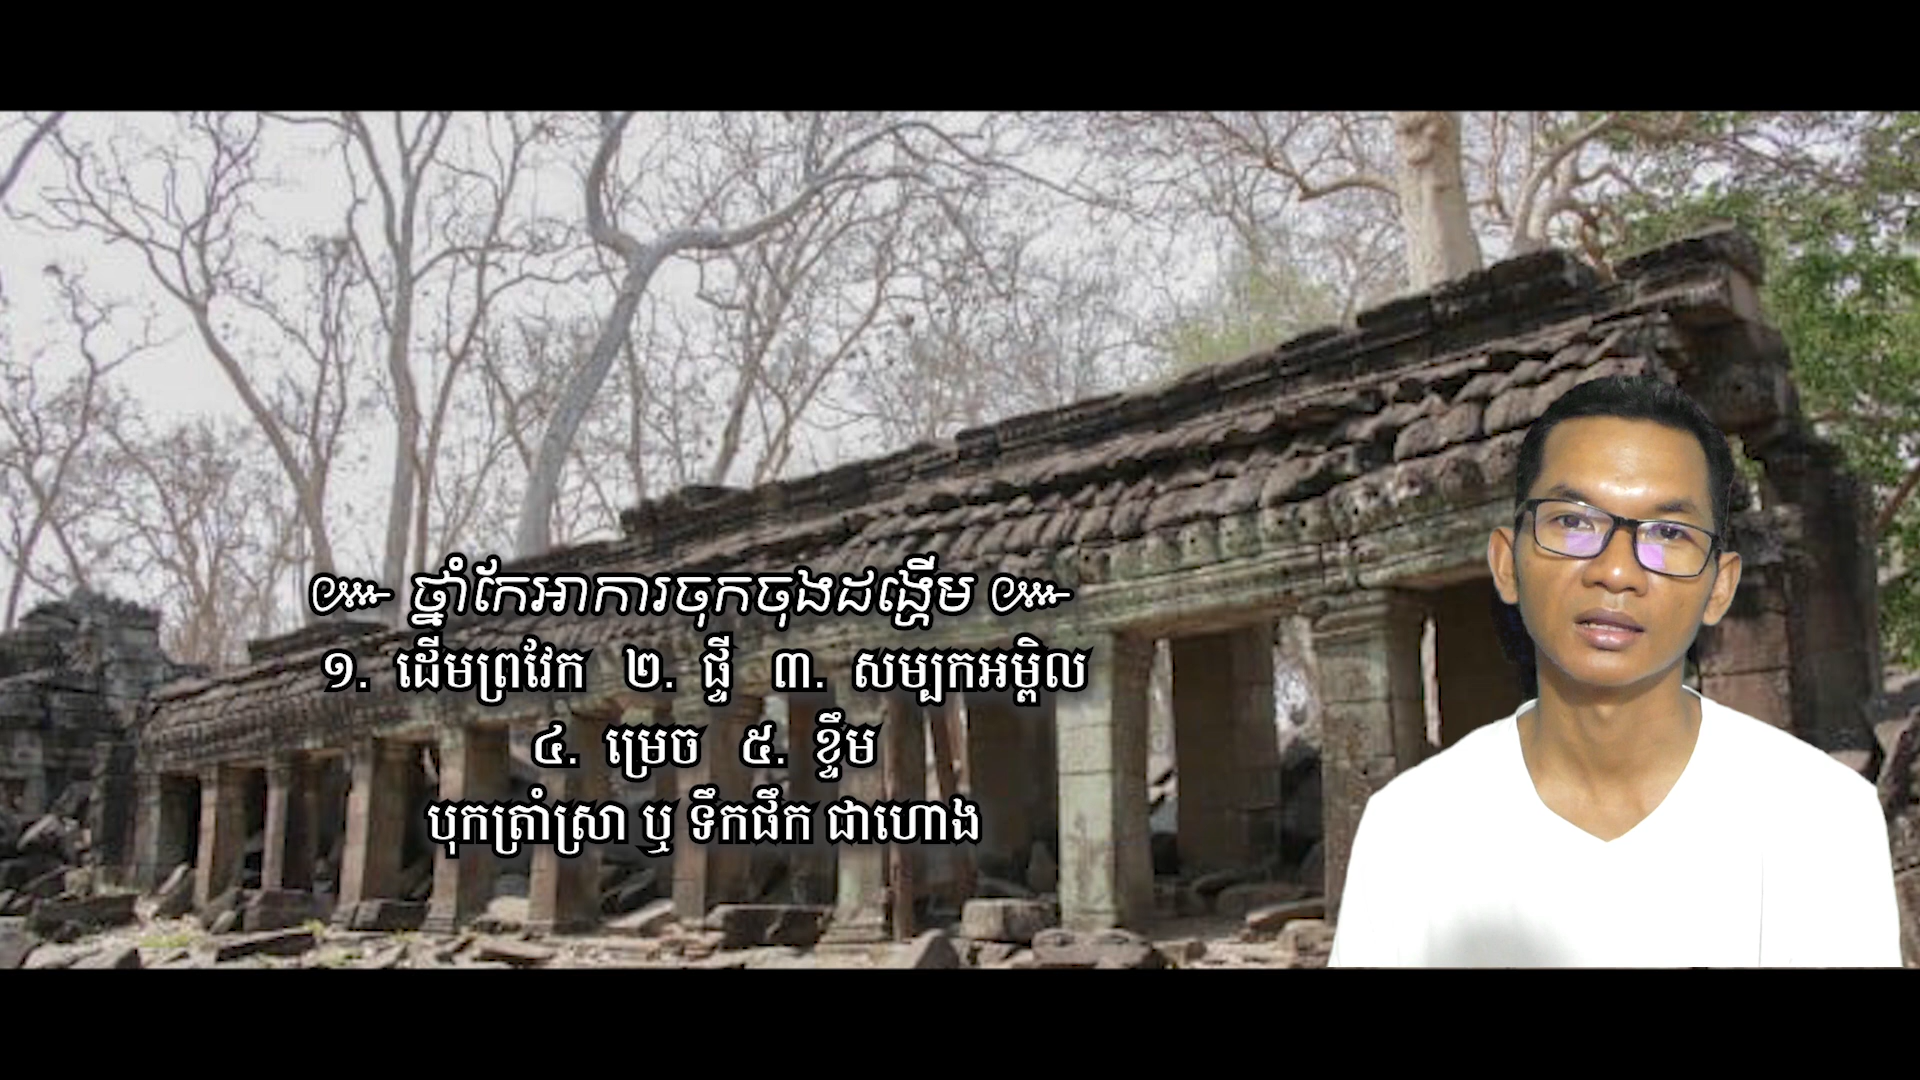 ៚ ថ្នាំកែអាការចុកចុងដង្ហើម ៚
១. ដើមព្រវែក ២. ផ្ទី ៣. សម្បកអម្ពិល
៤. ម្រេច ៥. ខ្ទឹម
បុកត្រាំស្រា ឬ ទឹកផឹក ជាហោង